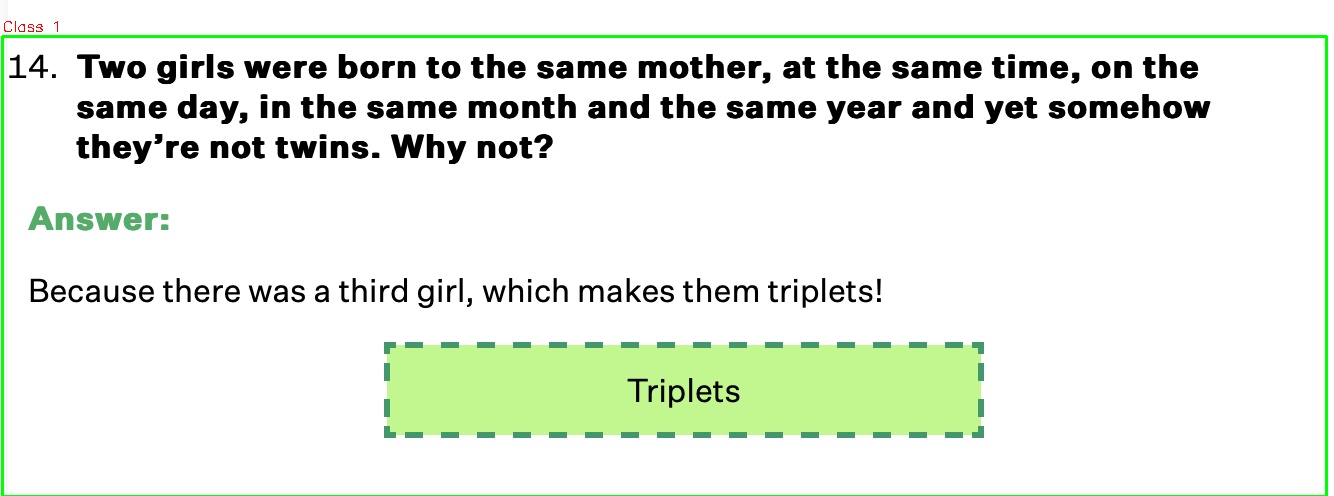 Class 1
14. Two girls were born to the same mother, at the same time, on the
same day, in the same month and the same year and yet somehow
they’re not twins. Why not?
Answer:
Because there was a third girl, which makes them triplets!
Triplets